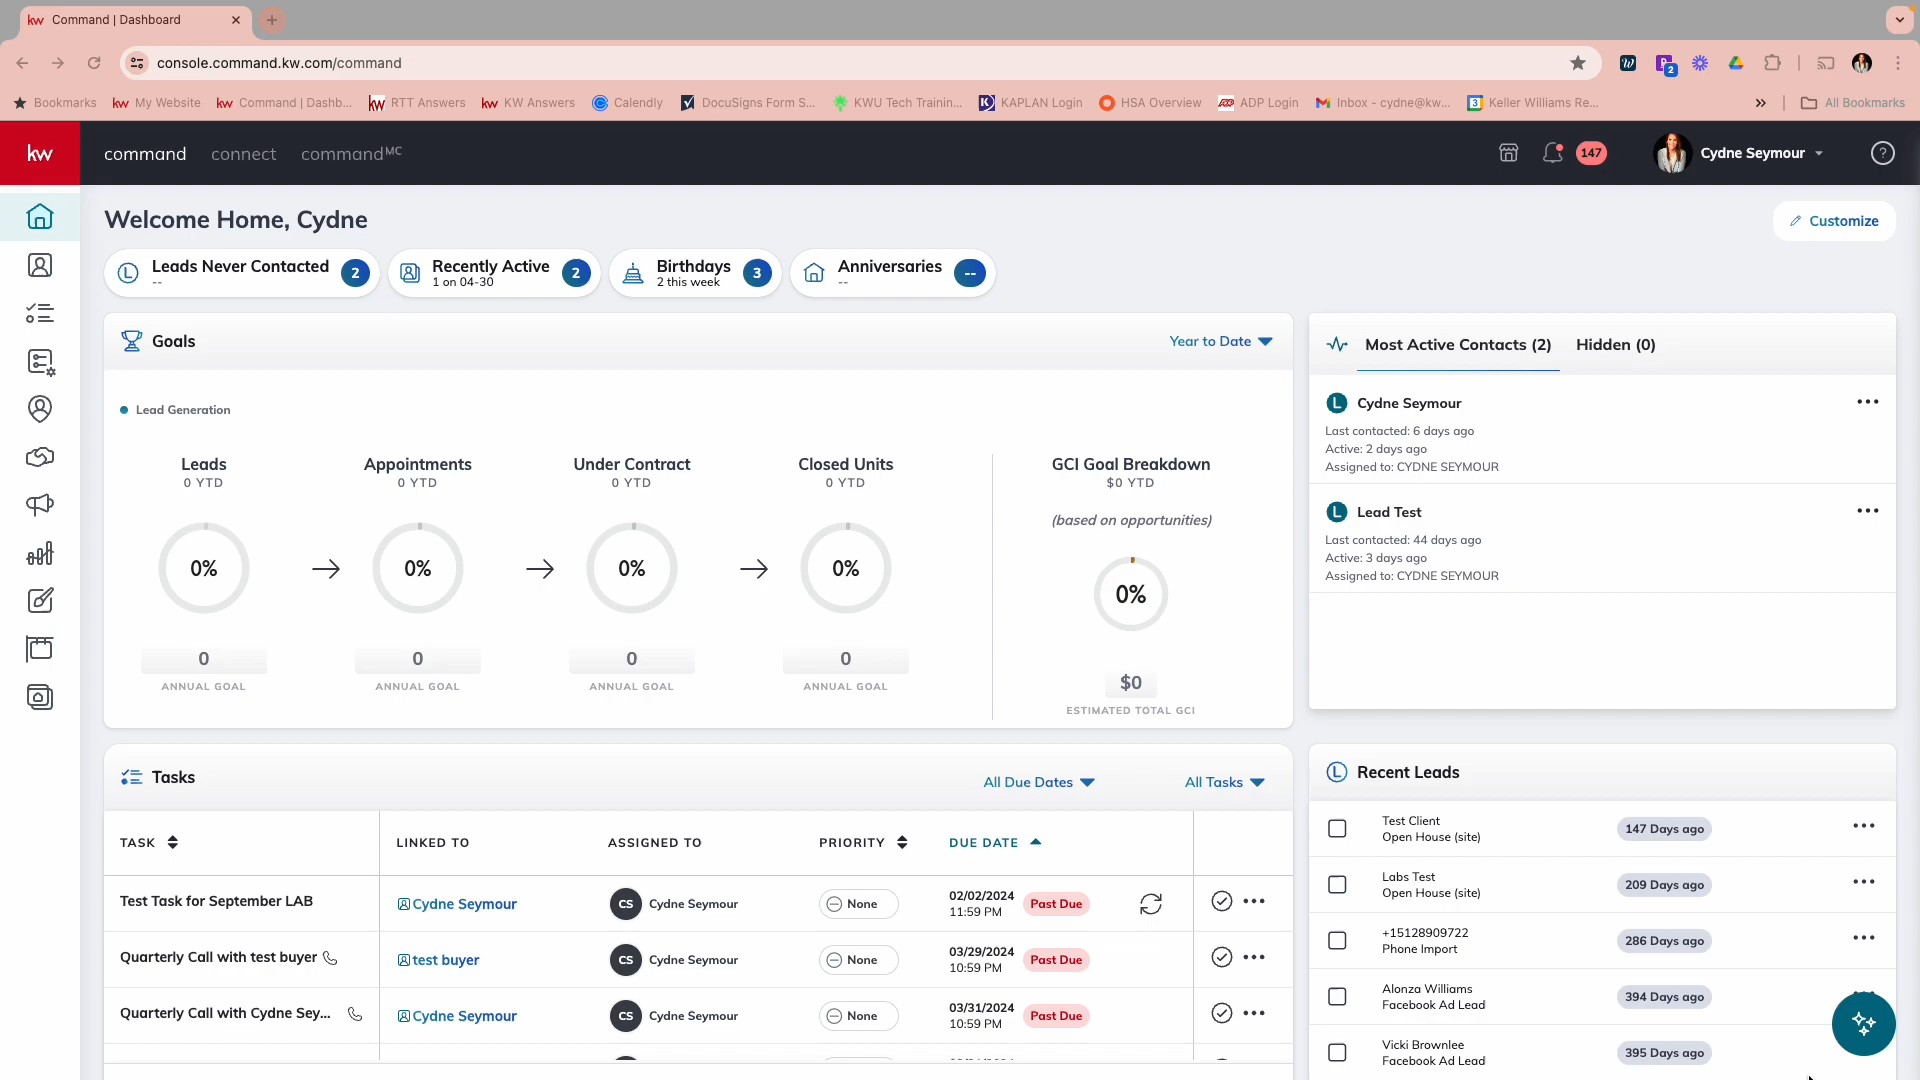 kw Command | Dashboard
console.command.kw.com/command
2
Bookmarks kw My Website kw Command | Dashb... KW RTT Answers kw KW Answers Calendly DocuSigns Form S... KWU Tech Trainin... K KAPLAN Login HSA Overview ADP Login Inbox - cydne@kw... 3 Keller Williams Re... » All Bookmarks
kw command connect commandMC 147 Cydne Seymour ?
Welcome Home, Cydne
Customize
L Leads Never Contacted 2
--
Recently Active 2
1 on 04-30
Birthdays 3
2 this week
Anniversaries --
--
Goals
Year to Date
Lead Generation
Leads Appointments Under Contract Closed Units GCI Goal Breakdown
0 YTD 0 YTD 0 YTD 0 YTD $0 YTD
(based on opportunities)
0% 0% 0% 0% 0%
0 0 0 0 $0
ANNUAL GOAL ANNUAL GOAL ANNUAL GOAL ANNUAL GOAL ESTIMATED TOTAL GCI
Most Active Contacts (2) Hidden (0)
L Cydne Seymour
Last contacted: 6 days ago
Active: 2 days ago
Assigned to: CYDNE SEYMOUR
L Lead Test
Last contacted: 44 days ago
Active: 3 days ago
Assigned to: CYDNE SEYMOUR
Tasks
All Due Dates All Tasks
TASK LINKED TO ASSIGNED TO PRIORITY DUE DATE
Test Task for September LAB Cydne Seymour CS Cydne Seymour None 02/02/2024 Past Due
11:59 PM
Quarterly Call with test buyer test buyer CS Cydne Seymour None 03/29/2024 Past Due
10:59 PM
Quarterly Call with Cydne Sey... Cydne Seymour CS Cydne Seymour None 03/31/2024 Past Due
10:59 PM
L Recent Leads
Test Client 147 Days ago
Open House (site)
Labs Test 209 Days ago
Open House (site)
+15128909722 286 Days ago
Phone Import
Alonza Williams 394 Days ago
Facebook Ad Lead
Vicki Brownlee 395 Days ago
Facebook Ad Lead